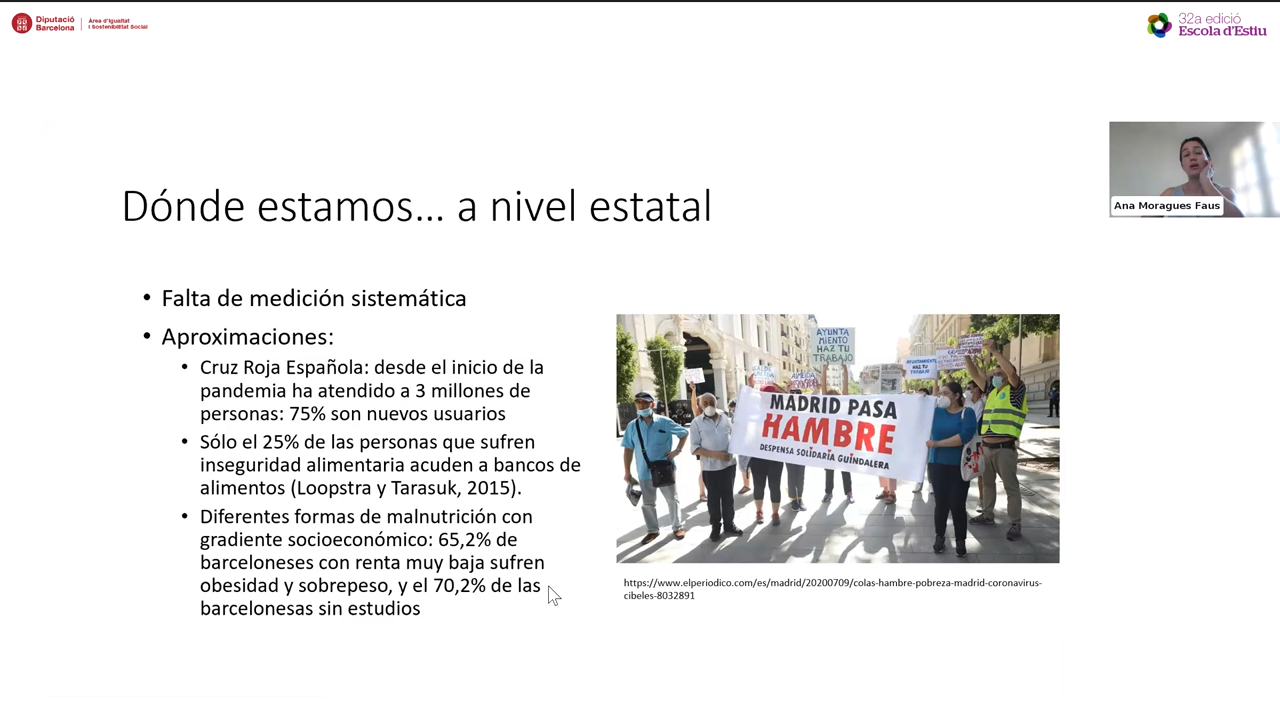 Diputació
Barcelona
Àrea d'Igualtat
i Sostenibilitat Social
32a edició
Escola d'Estiu
Ana Moragues Faus
Dónde estamos... a nivel estatal
• Falta de medición sistemática
• Aproximaciones:
• Cruz Roja Española: desde el inicio de la
pandemia ha atendido a 3 millones de
personas: 75% son nuevos usuarios
• Sólo el 25% de las personas que sufren
inseguridad alimentaria acuden a bancos de
alimentos (Loopstra y Tarasuk, 2015).
• Diferentes formas de malnutrición con
gradiente socioeconómico: 65,2% de
barceloneses con renta muy baja sufren
obesidad y sobrepeso, y el 70,2% de las
barcelonesas sin estudios
AYUNTA
MIENTO
HAZ TU
TRABAJO
AYUNTAMIENTO
HAZ TU
TRABAJO
MADRID PASA
HAMBRE
DESPENSA SOLIDARIA GUINDALERA
https://www.elperiodico.com/es/madrid/20200709/colas-hambre-pobreza-madrid-coronavirus-
cibeles-8032891